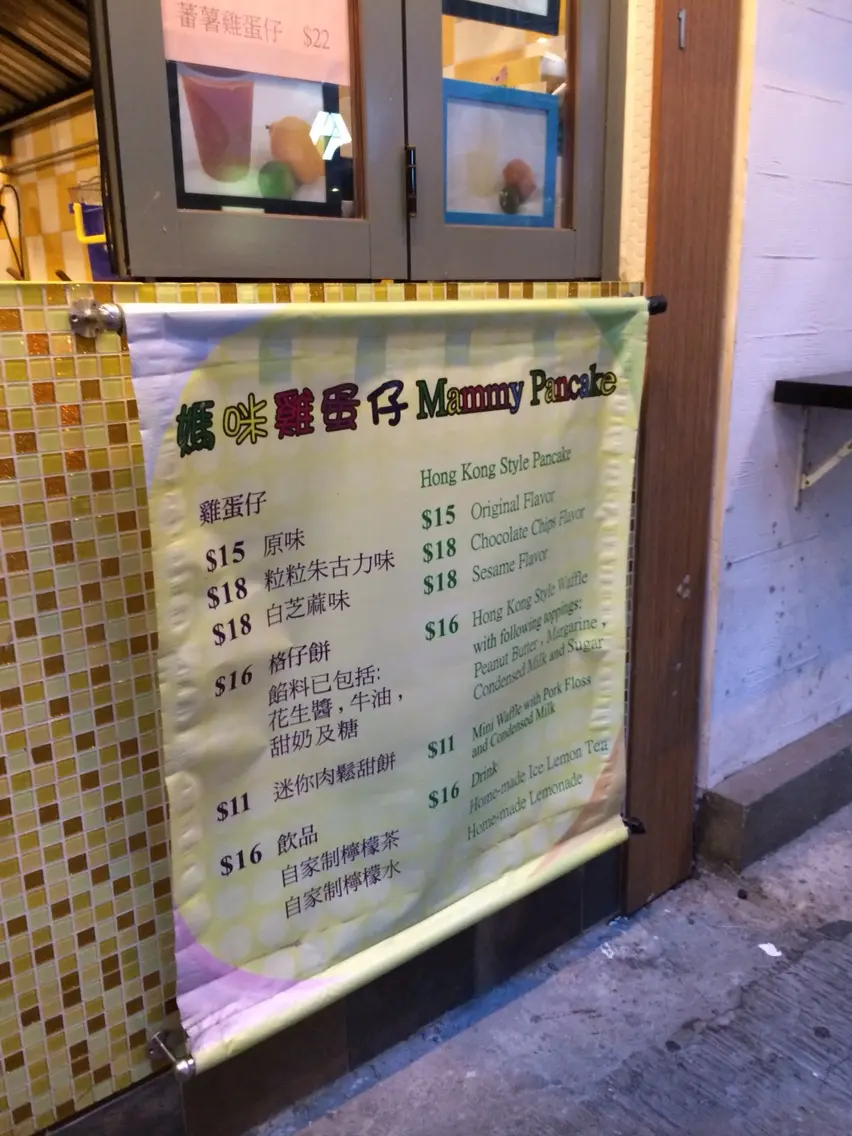 蕃薯雞蛋仔 $22
1
媽咪雞蛋仔 Mammy Pancake
雞蛋仔
$15 原味
$18 粒粒朱古力味
$18 白芝蔴味
$16 格仔餅
餡料已包括:
花生醬，牛油，
甜奶及糖
$11 迷你肉鬆甜餅
$16 飲品
自家制檸檬茶
自家制檸檬水
Hong Kong Style Pancake
$15 Original Flavor
$18 Chocolate Chips Flavor
$18 Sesame Flavor
$16 Hong Kong Style Waffle
with following toppings:
Peanut Butter , Margarine ,
Condensed Milk and Sugar
$11 Mini Waffle with Pork Floss
and Condensed Milk
$16 Drink
Home-made Ice Lemon Tea
Home-made Lemonade